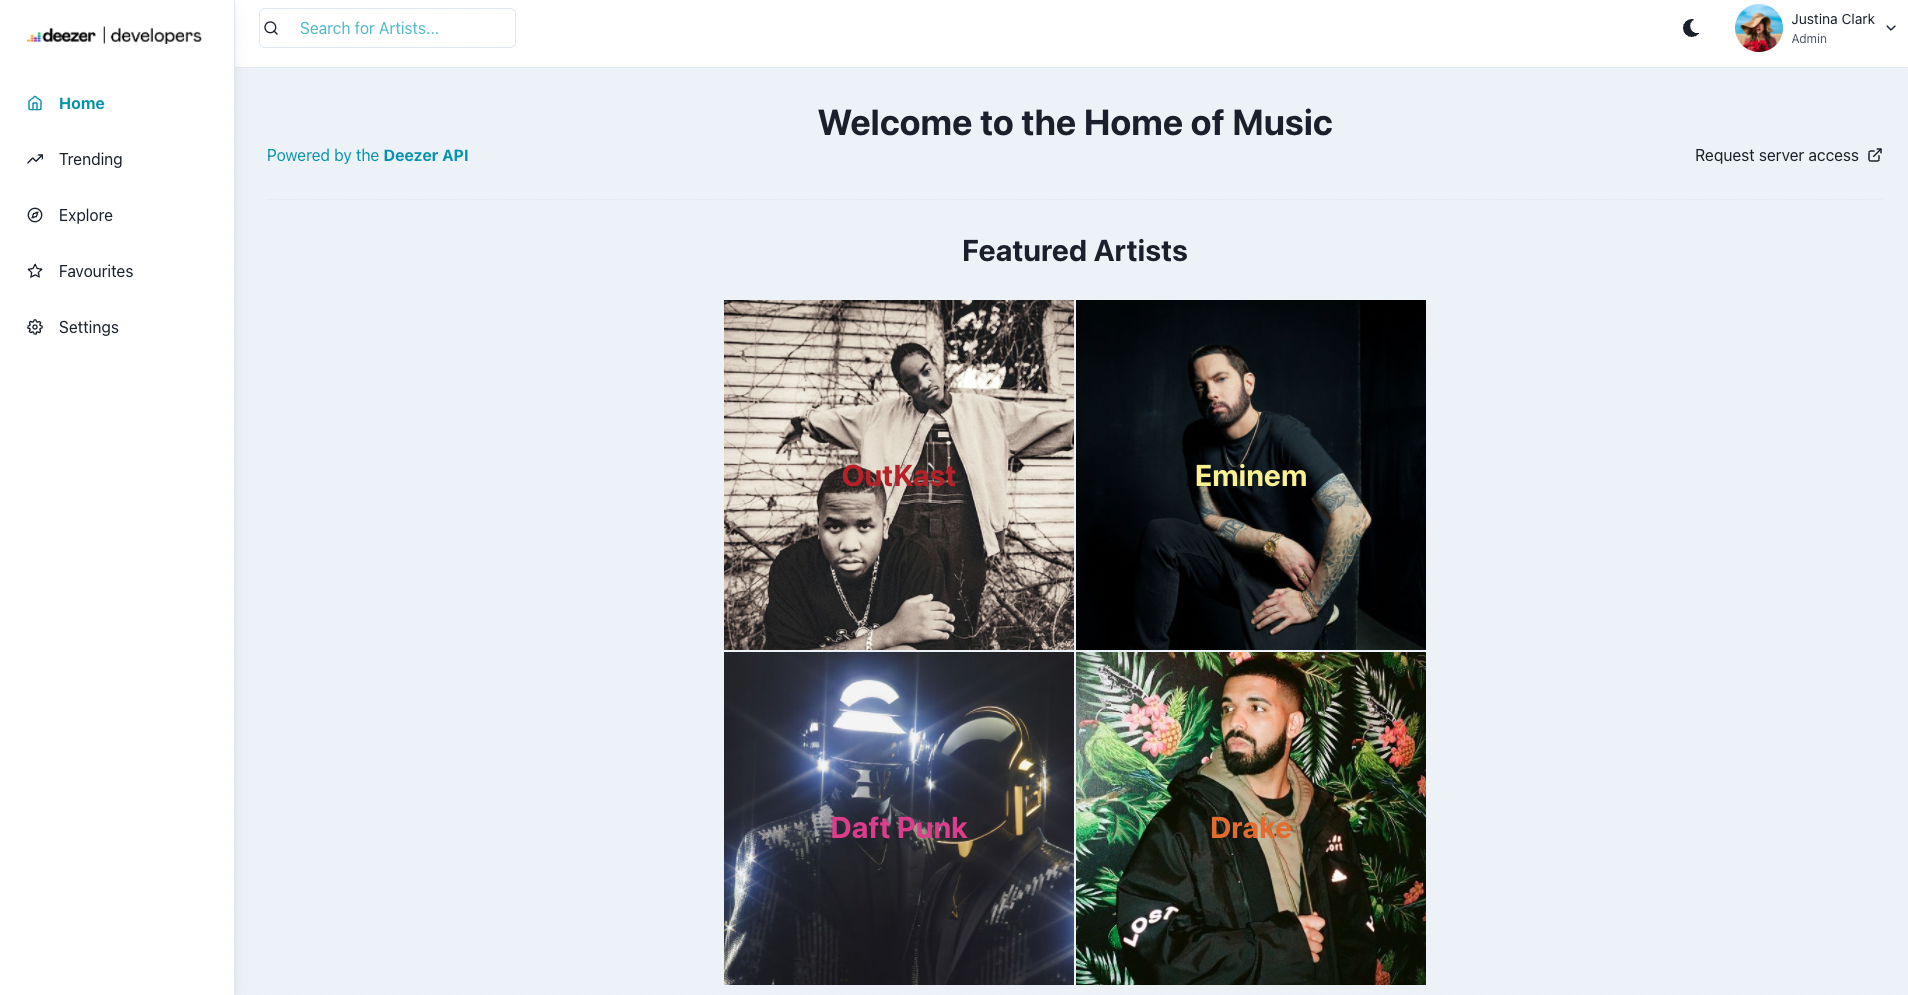 deezer | developers
Search for Artists...
Justina Clark
Admin
Home
Trending
Explore
Favourites
Settings
Welcome to the Home of Music
Powered by the Deezer API
Request server access
Featured Artists
OutKast
Eminem
Daft Punk
Drake
LOST